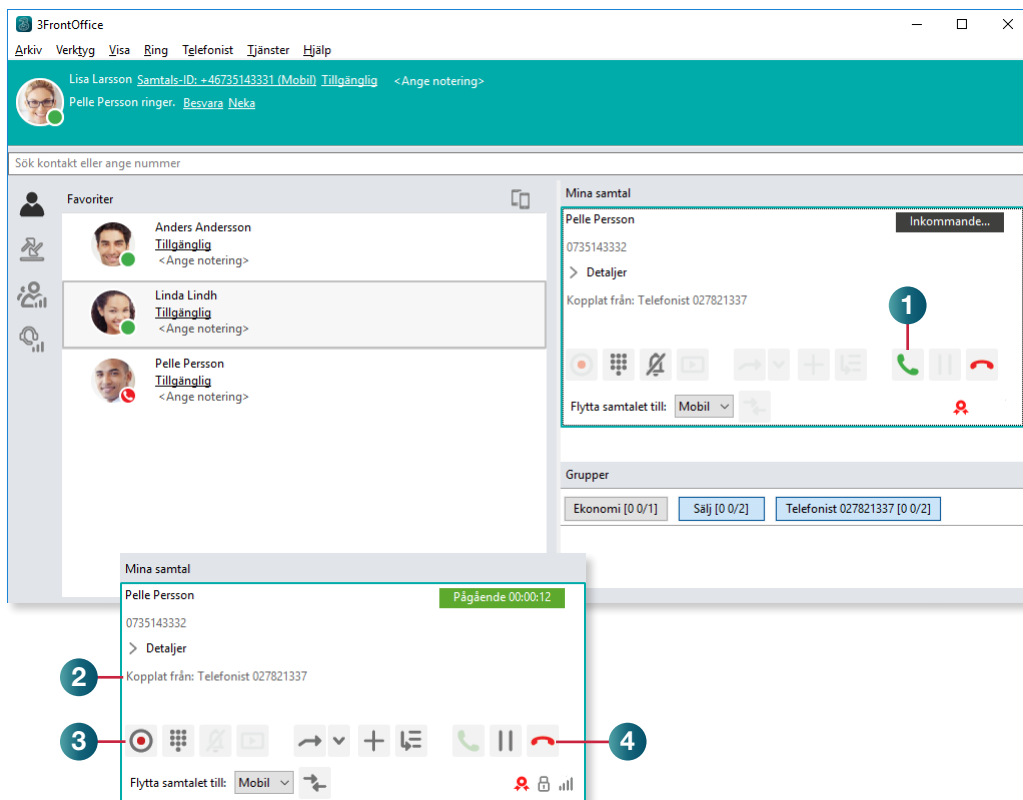 3FrontOffice
Arkiv Verktyg Visa Ring Telefonist Tjänster Hjälp
Lisa Larsson Samtals-ID: +46735143331 (Mobil) Tillgänglig <Ange notering>
Pelle Persson ringer. Besvara Neka
Sök kontakt eller ange nummer
Favoriter
Anders Andersson
Tillgänglig
<Ange notering>
Linda Lindh
Tillgänglig
<Ange notering>
Pelle Persson
Tillgänglig
<Ange notering>
Mina samtal
Pelle Persson Inkommande...
0735143332
Detaljer
Kopplat från: Telefonist 027821337
1
Flytta samtalet till: Mobil
Grupper
Ekonomi [0 0/1] Sälj [0 0/2] Telefonist 027821337 [0 0/2]
Mina samtal
Pelle Persson Pågående 00:00:12
0735143332
Detaljer
2 Kopplat från: Telefonist 027821337
3 4
Flytta samtalet till: Mobil